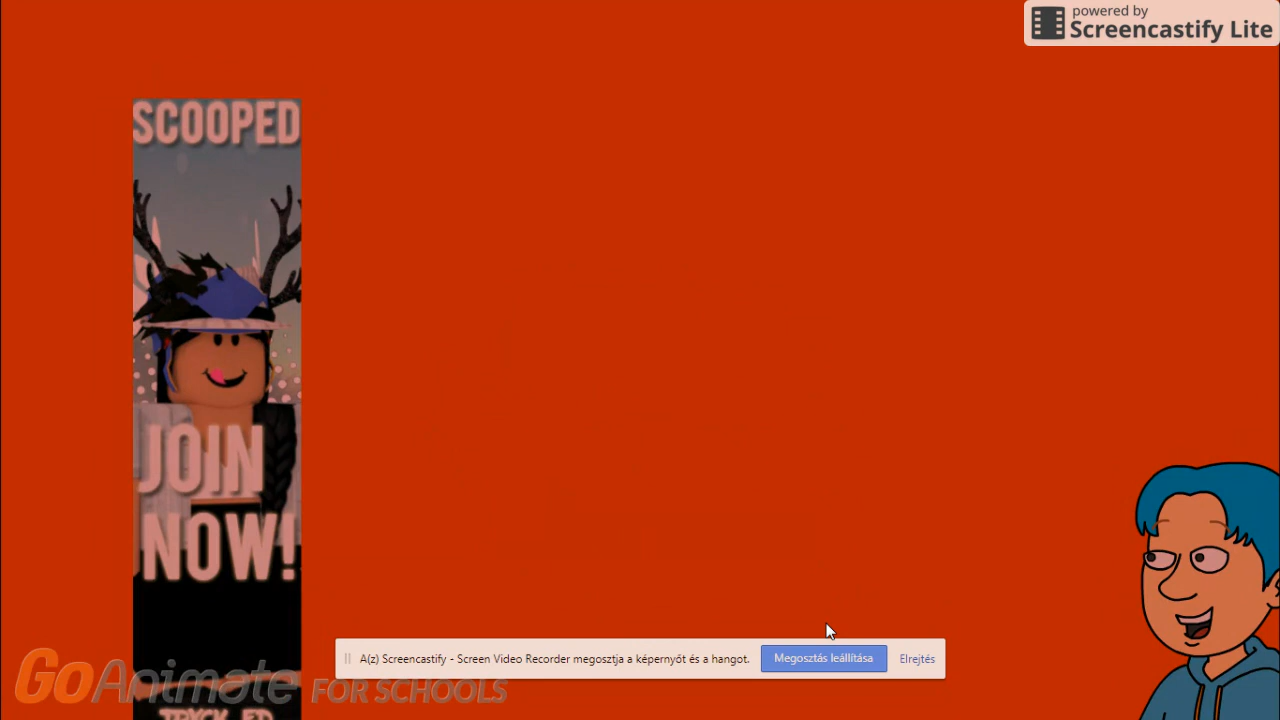 powered by
Screencastify Lite
SCOOPED
JOIN
NOW!
A(z) Screencastify - Screen Video Recorder megosztja a képernyőt és a hangot.
Megosztás leállítása
Elrejtés
GoAnimate FOR SCHOOLS